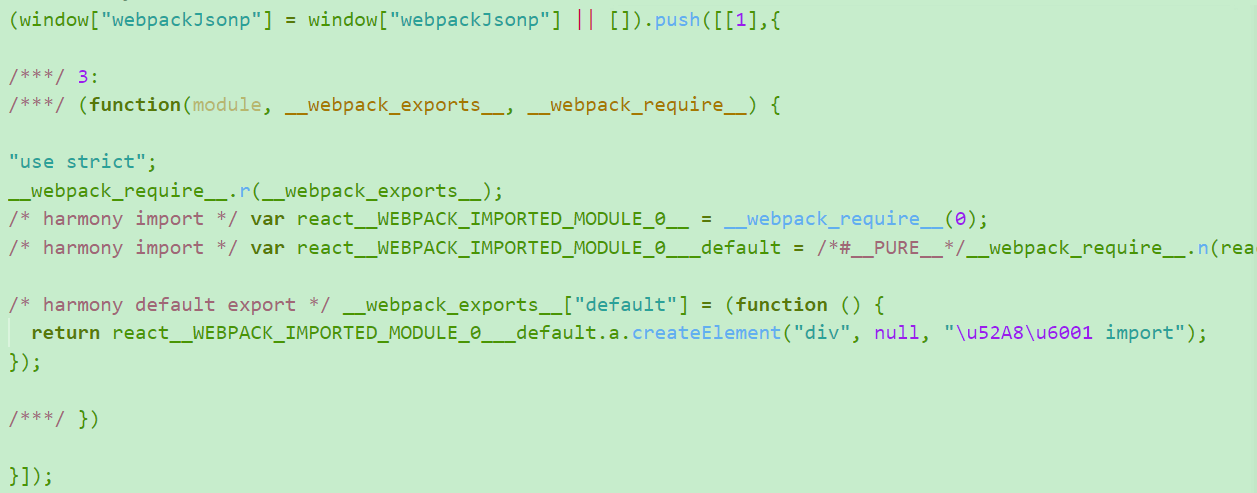 (window["webpackJsonp"] = window["webpackJsonp"] || []).push([[1],{
/***/ 3:
/***/ (function(module, __webpack_exports__, __webpack_require__) {
"use strict";
__webpack_require__.r(__webpack_exports__);
/* harmony import */ var react__WEBPACK_IMPORTED_MODULE_0__ = __webpack_require__(0);
/* harmony import */ var react__WEBPACK_IMPORTED_MODULE_0___default = /*#__PURE__*/__webpack_require__.n(rea
/* harmony default export */ __webpack_exports__["default"] = (function () {
  return react__WEBPACK_IMPORTED_MODULE_0___default.a.createElement("div", null, "\u52A8\u6001 import");
});
/***/ })
}]);